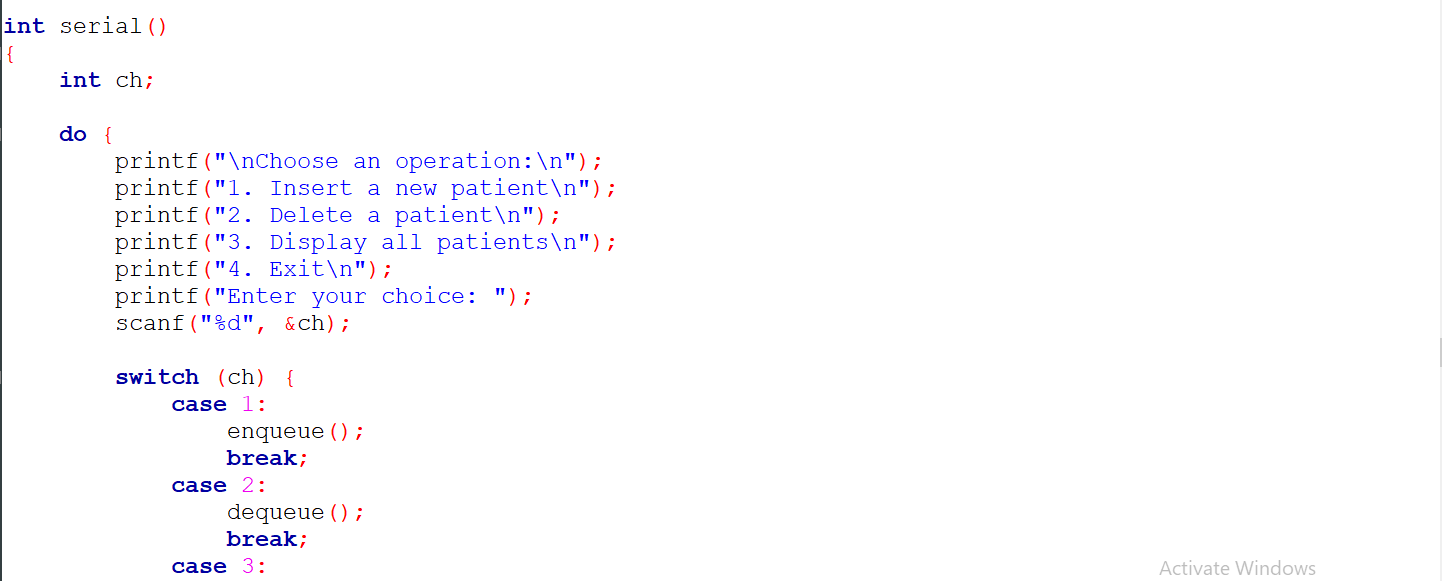 int serial()
{
    int ch;

    do {
        printf("\nChoose an operation:\n");
        printf("1. Insert a new patient\n");
        printf("2. Delete a patient\n");
        printf("3. Display all patients\n");
        printf("4. Exit\n");
        printf("Enter your choice: ");
        scanf("%d", &ch);

        switch (ch) {
            case 1:
                enqueue();
                break;
            case 2:
                dequeue();
                break;
            case 3:
Activate Windows